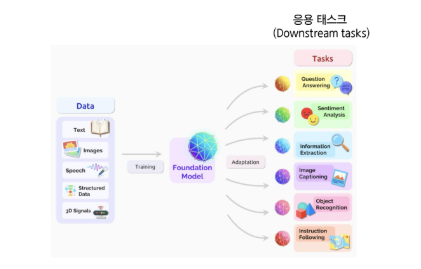 응용 태스크
(Downstream tasks)
Tasks
Data
Text
Images
Speech
Structured
Data
3D Signals
Training
Foundation
Model
Adaptation
Question
Answering
Sentiment
Analysis
Information
Extraction
Image
Captioning
Object
Recognition
Instruction
Following